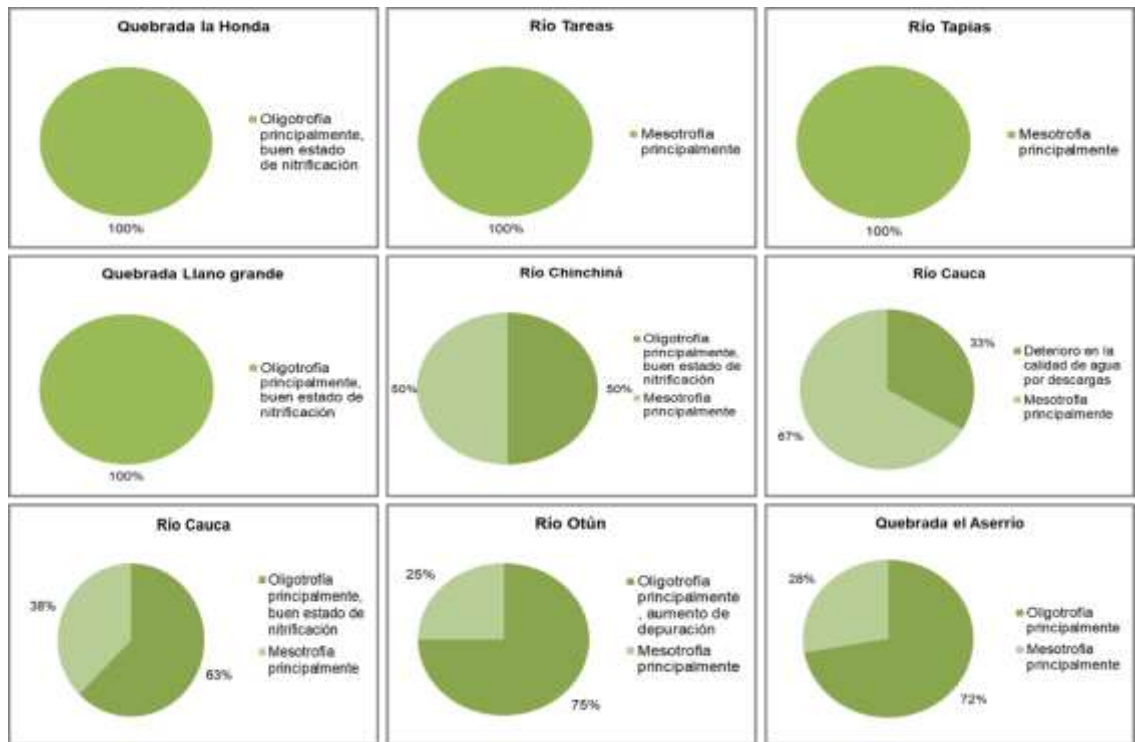 Quebrada la Honda
Oligotrofia
principalmente,
buen estado
de nitrificación
100%
Río Tareas
Mesotrofia
principalmente
100%
Río Tapias
Mesotrofia
principalmente
100%
Quebrada Llano grande
Oligotrofia
principalmente,
buen estado de
nitrificación
100%
Río Chinchiná
50%
50%
Oligotrofia
principalmente,
buen estado de
nitrificación
Mesotrofia
principalmente
Río Cauca
33%
67%
Deterioro en la
calidad de agua
por descargas
Mesotrofia
principalmente
Río Cauca
38%
63%
Oligotrofia
principalmente,
buen estado de
nitrificación
Mesotrofia
principalmente
Río Otún
25%
75%
Oligotrofia
principalmente
, aumento de
depuración
Mesotrofia
principalmente
Quebrada el Aserrío
28%
72%
Oligotrofia
principalmente
Mesotrofia
principalmente